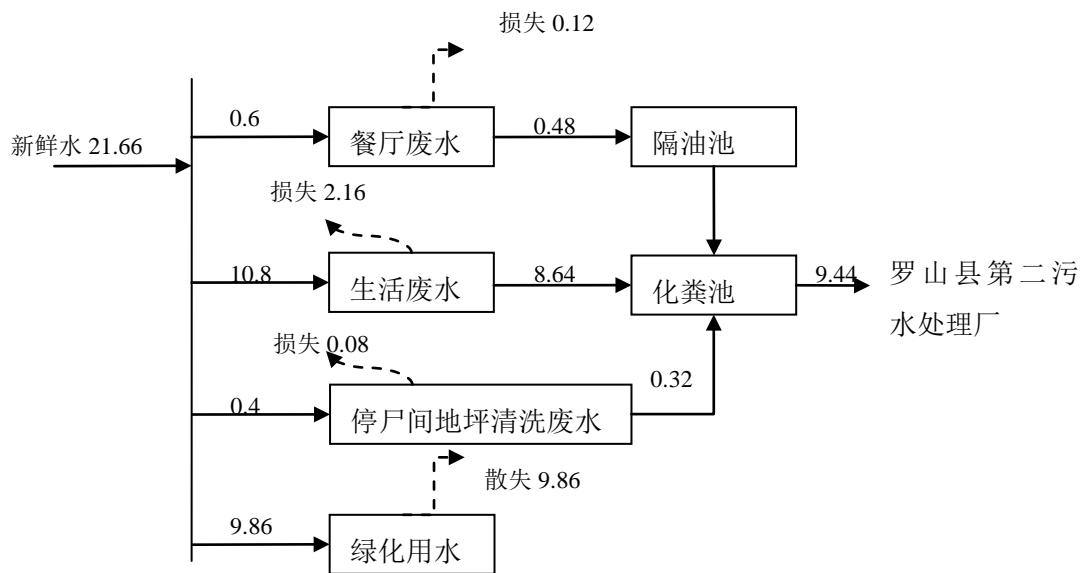 损失 0.12
0.6
餐厅废水
0.48
隔油池
新鲜水 21.66
损失 2.16
10.8
生活废水
8.64
化粪池
9.44
罗山县第二污
水处理厂
损失 0.08
0.4
停尸间地坪清洗废水
0.32
散失 9.86
9.86
绿化用水